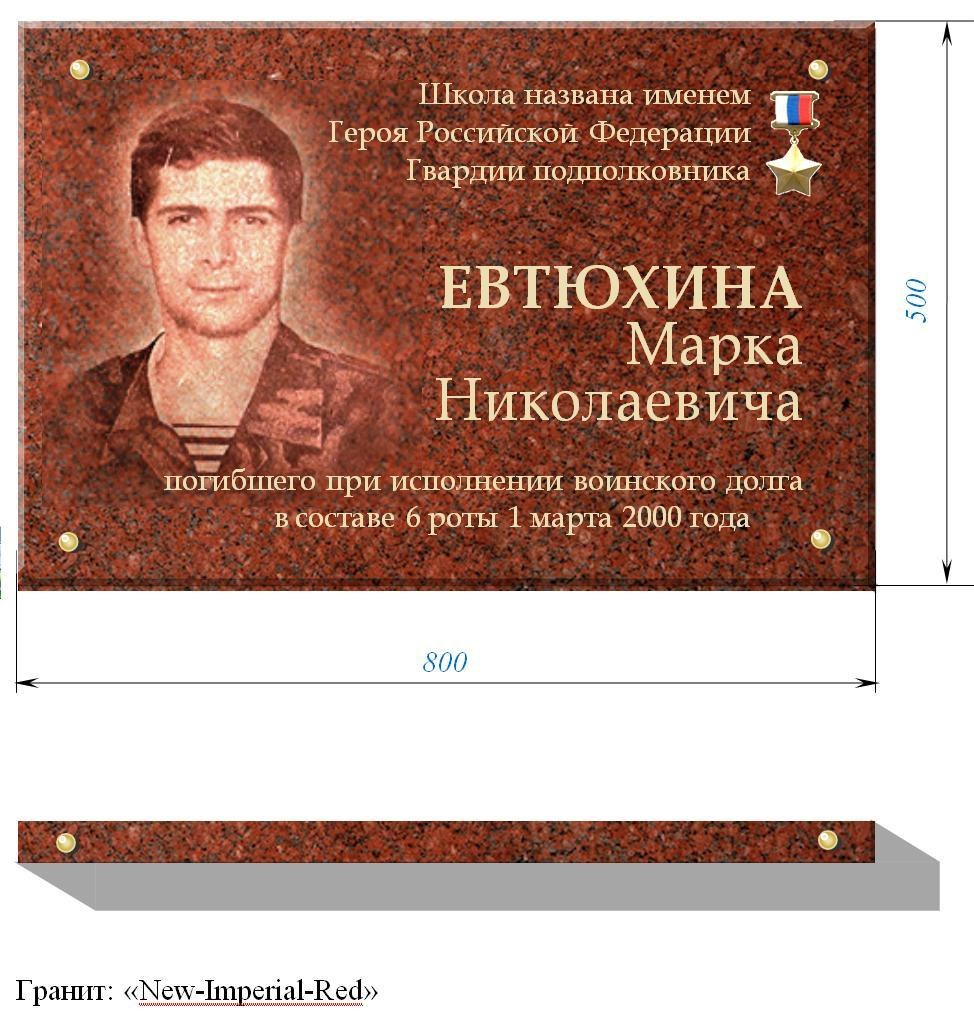 Школа названа именем
Героя Российской Федерации
Гвардии подполковника
ЕВТЮХИНА
Марка
Николаевича
погибшего при исполнении воинского долга
в составе 6 роты 1 марта 2000 года
500
800
Гранит: «New-Imperial-Red»